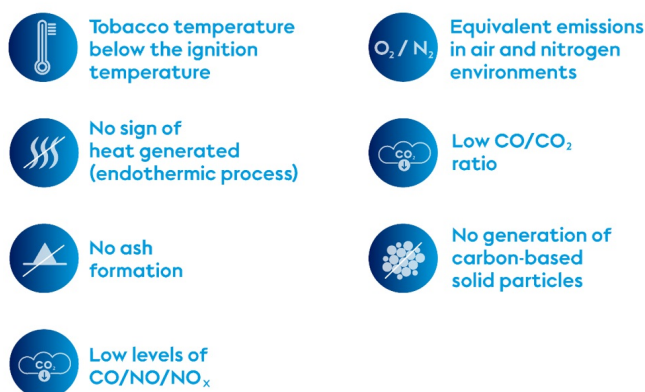 Tobacco temperature
below the ignition
temperature
O₂/N₂
Equivalent emissions
in air and nitrogen
environments
No sign of
heat generated
(endothermic process)
CO₂
Low CO/CO₂
ratio
No ash
formation
No generation of
carbon-based
solid particles
CO₂
Low levels of
CO/NO/NOₓ